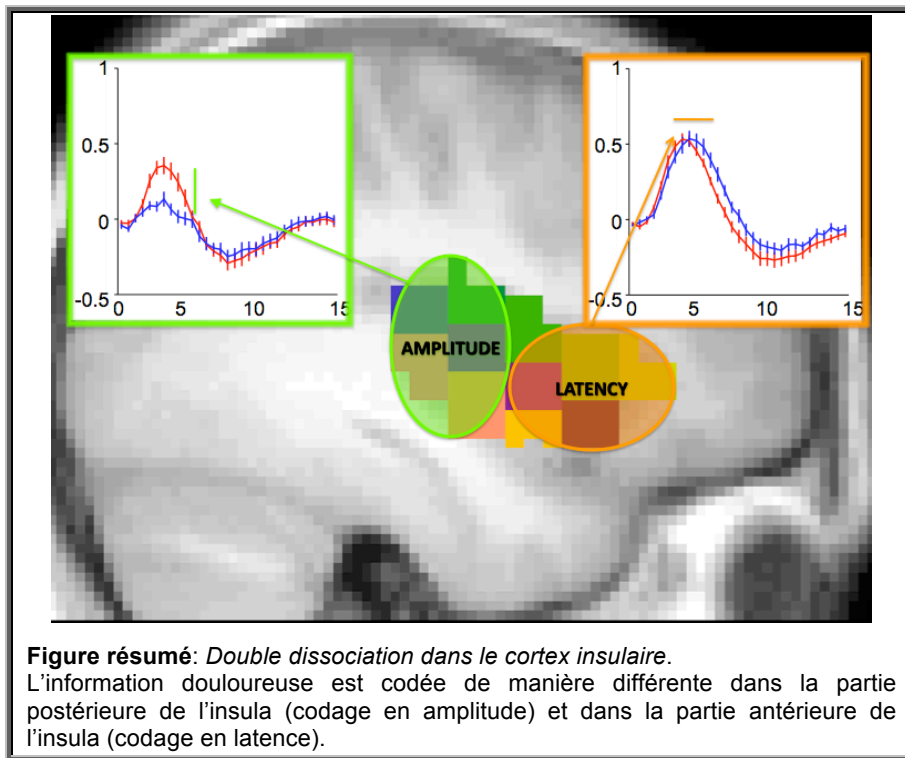 1
0.5
0
-0.5
0 5 10 15
1
0.5
0
-0.5
0 5 10 15
AMPLITUDE
LATENCY
Figure résumé: Double dissociation dans le cortex insulaire.
L’information douloureuse est codée de manière différente dans la partie
postérieure de l’insula (codage en amplitude) et dans la partie antérieure de
l’insula (codage en latence).